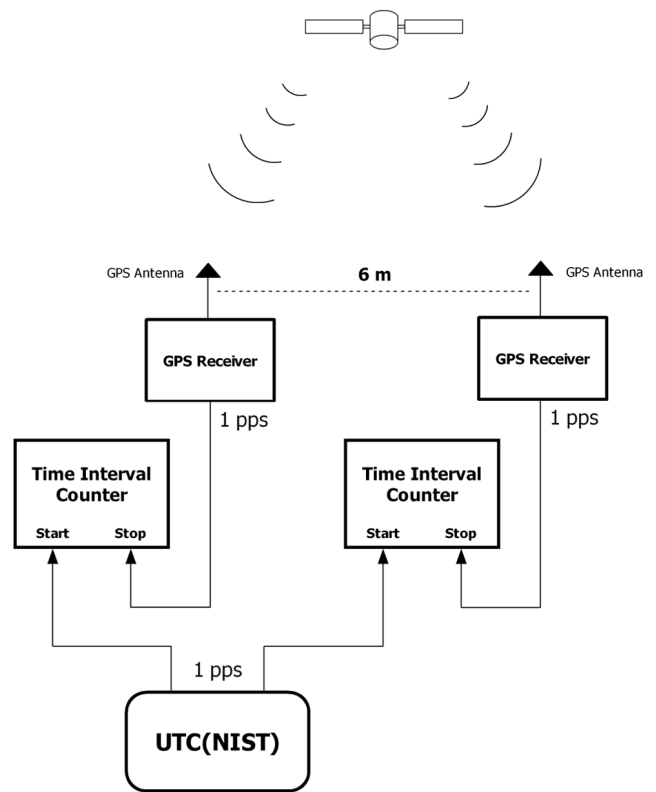 GPS Antenna
6 m
GPS Antenna
GPS Receiver
GPS Receiver
1 pps
1 pps
Time Interval
Counter
Start
Stop
Time Interval
Counter
Start
Stop
1 pps
UTC(NIST)